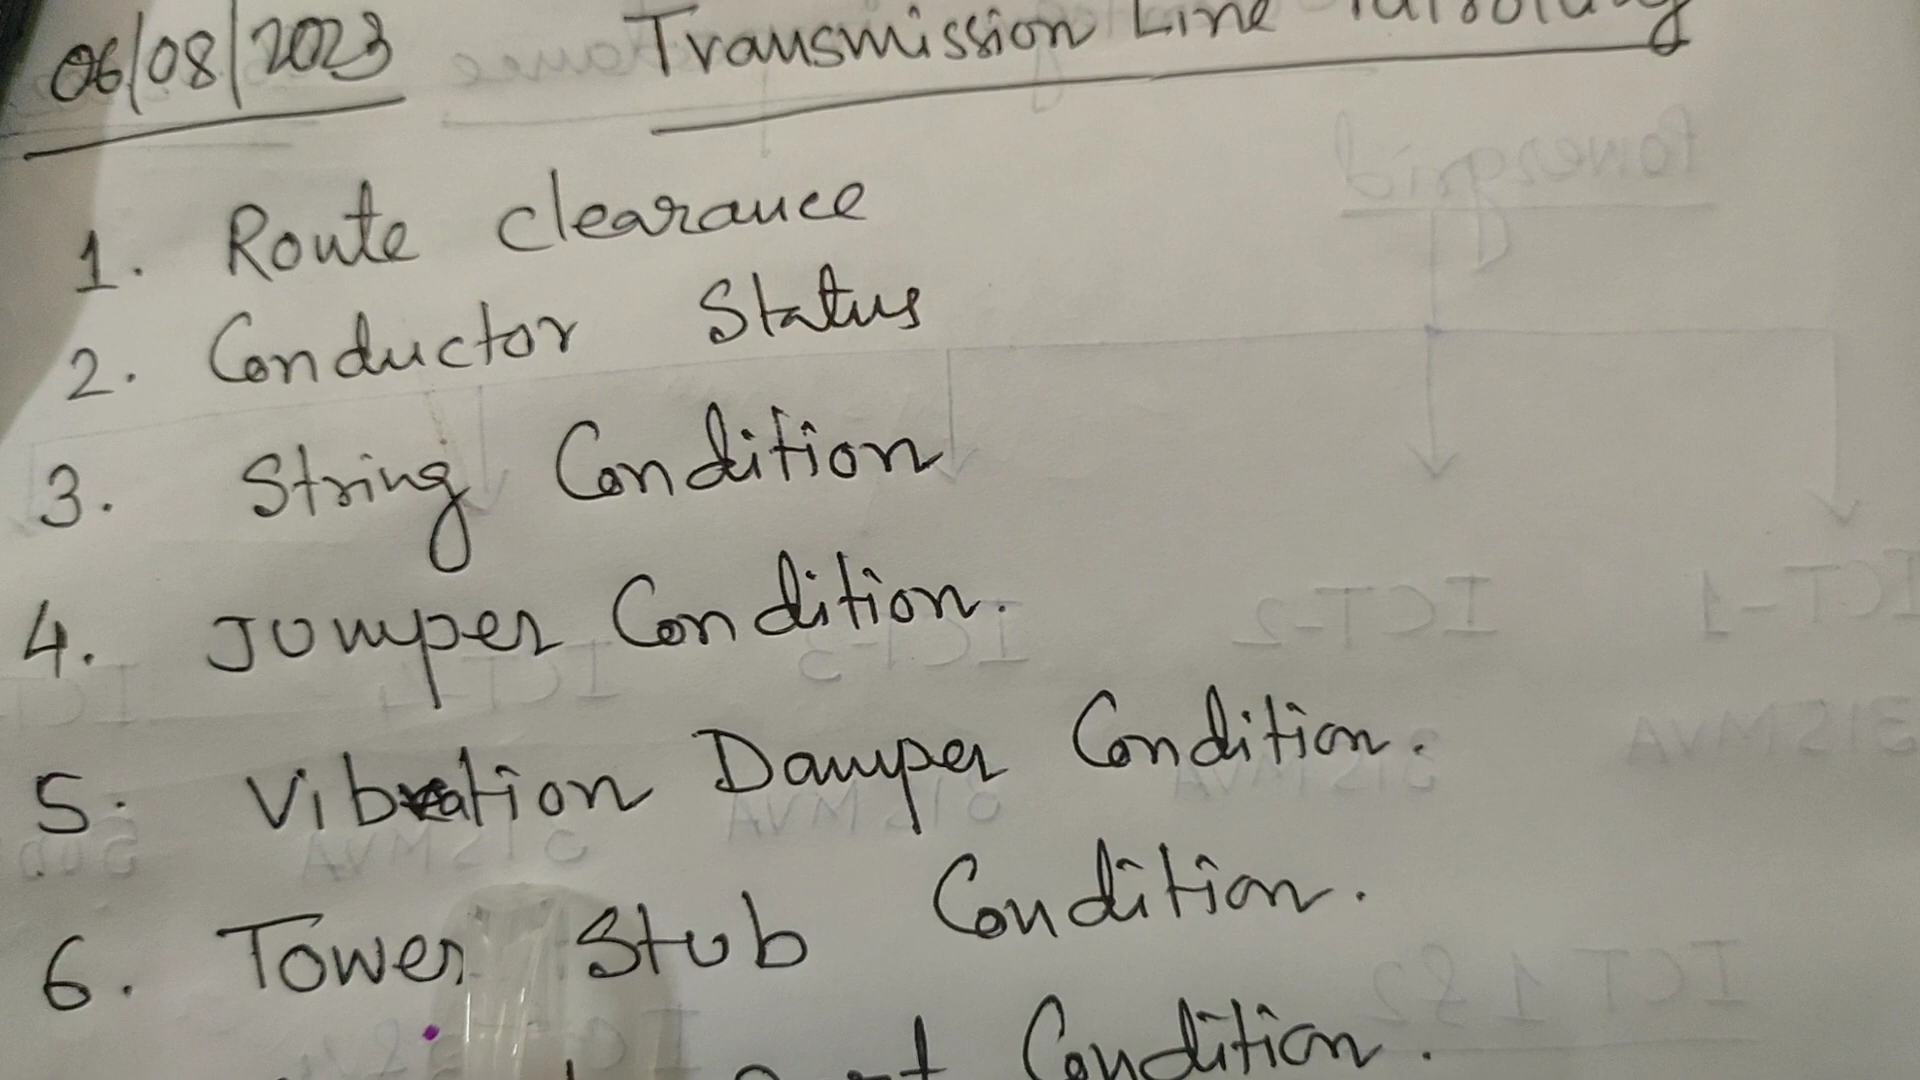 06/08/2023 Transmission Line
1. Route clearance
2. Conductor Status
3. String Condition
4. Jumper Condition.
5. Vibration Damper Condition.
6. Tower Stub Condition.
Condition.